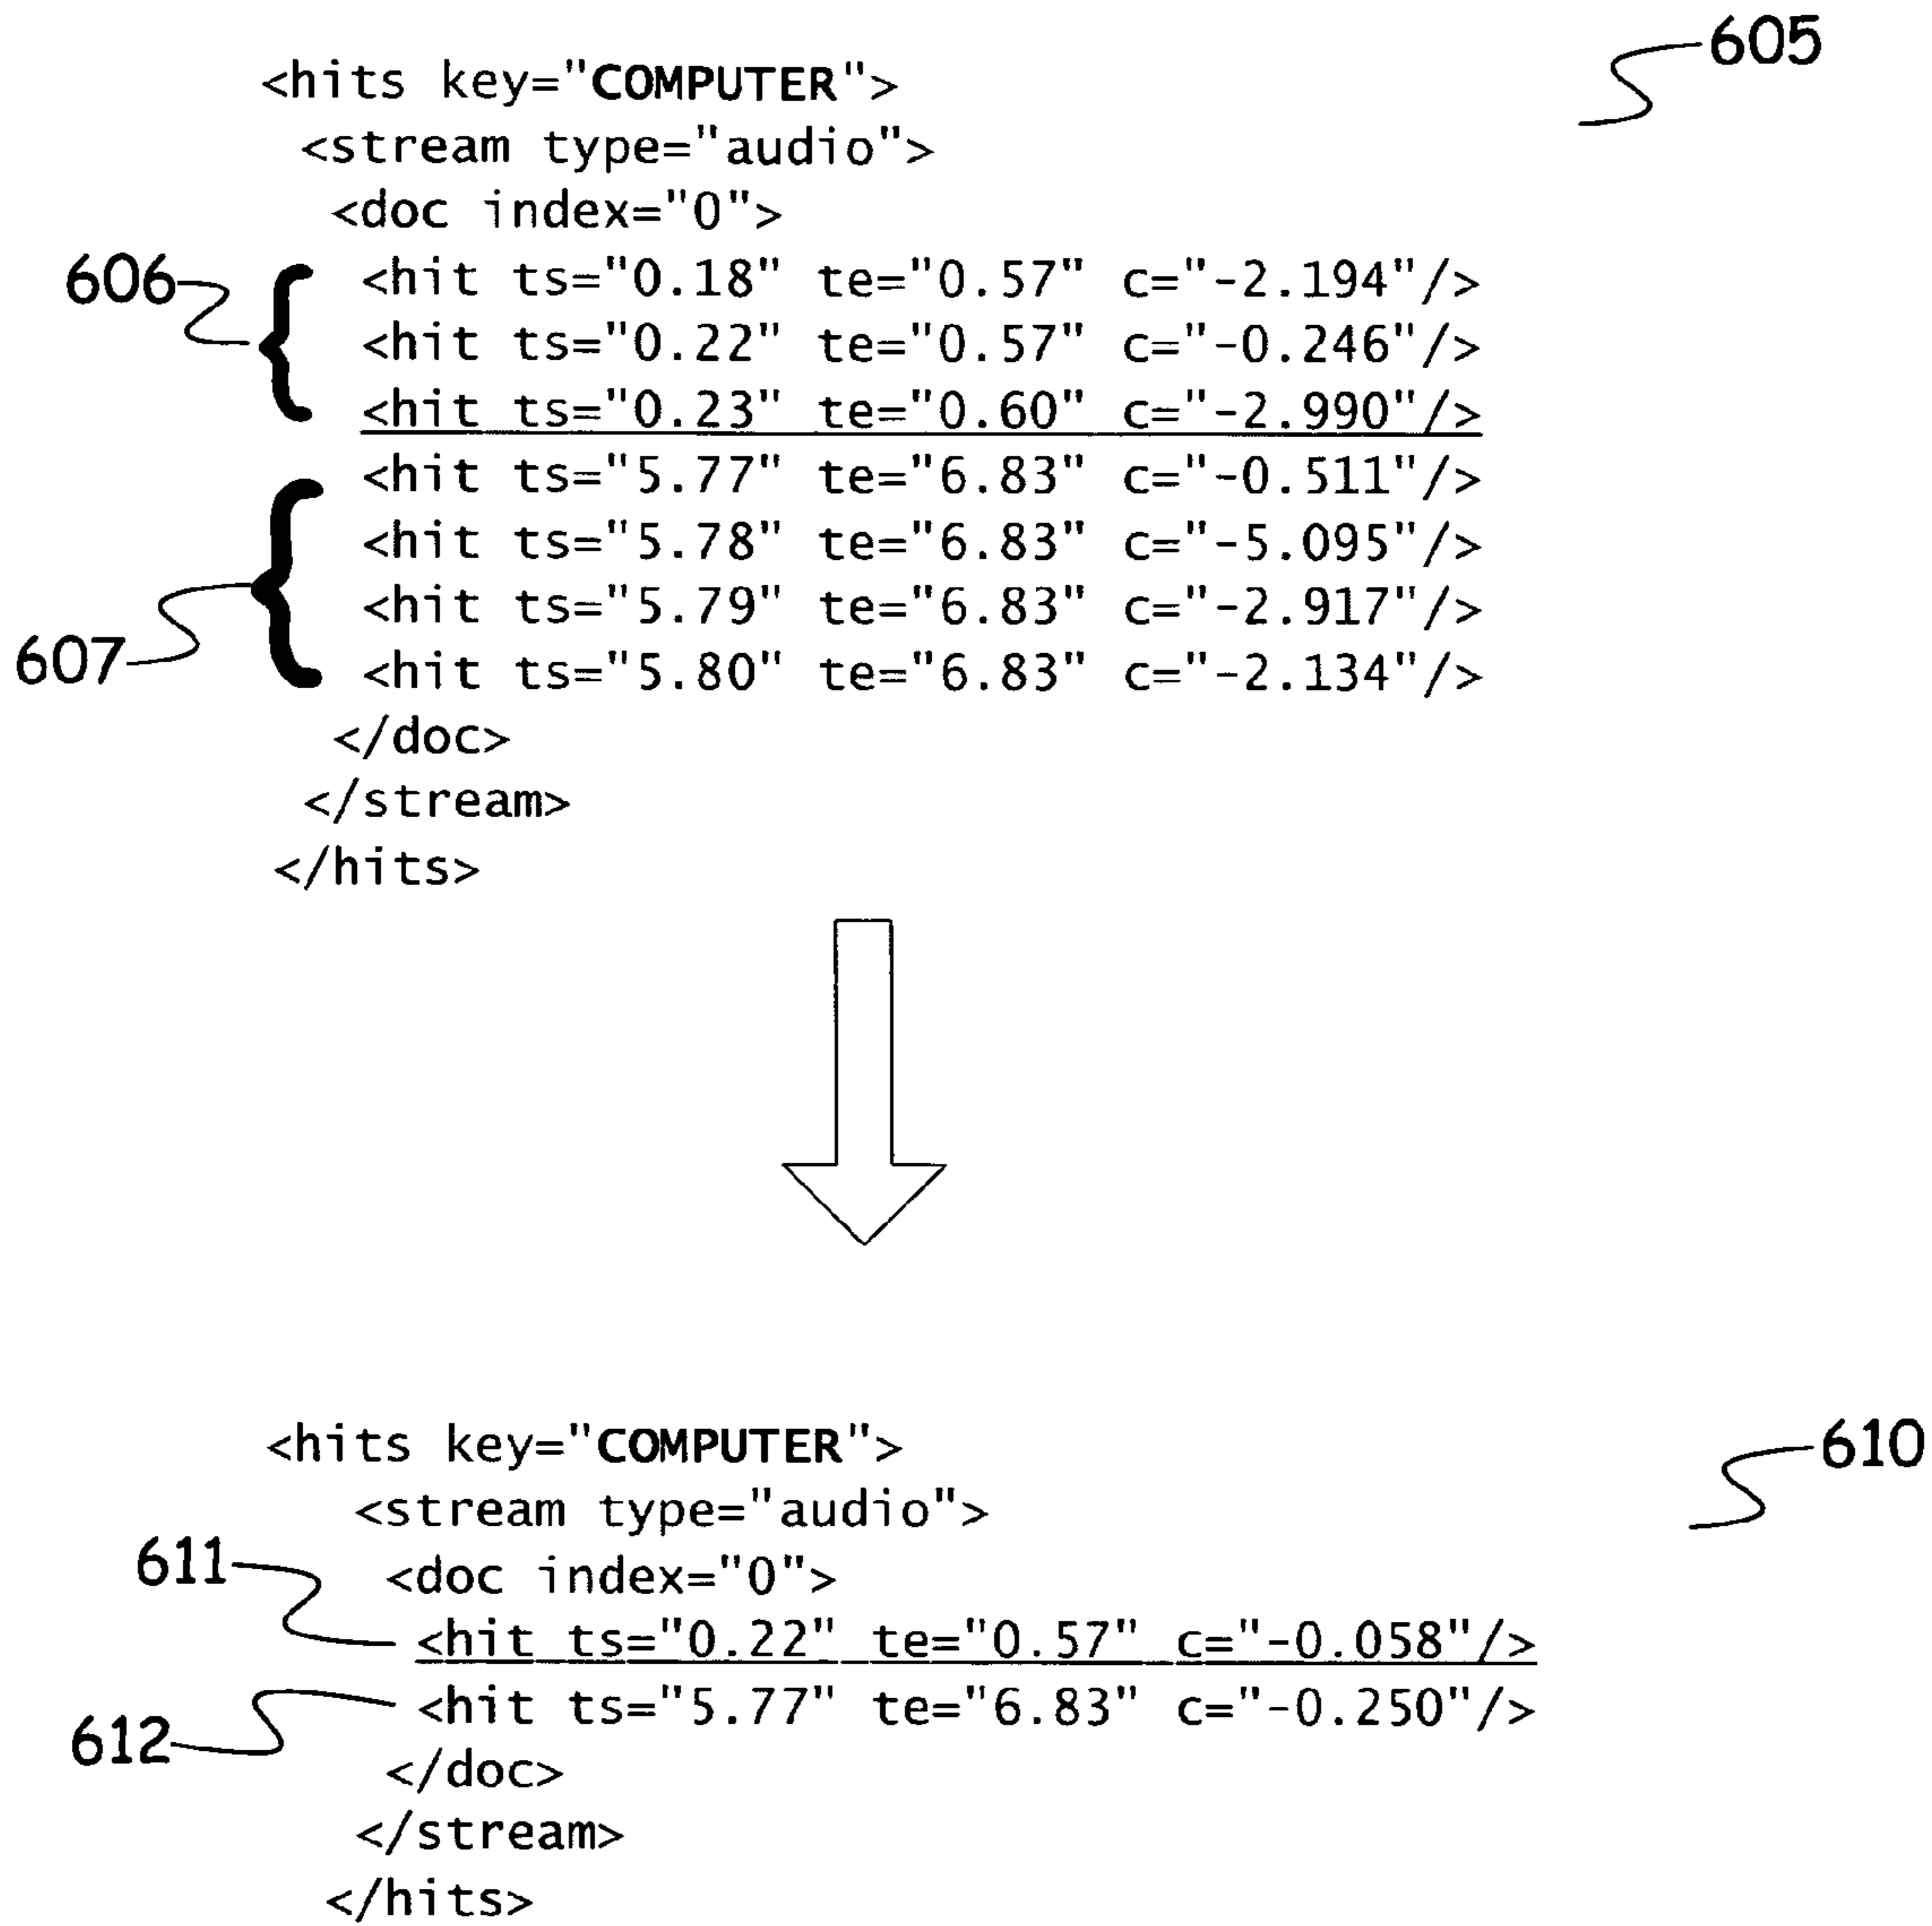 605
<hits key="COMPUTER">
<stream type="audio">
<doc index="0">
606
<hit ts="0.18" te="0.57" c="-2.194"/>
<hit ts="0.22" te="0.57" c="-0.246"/>
<hit ts="0.23" te="0.60" c="-2.990"/>
<hit ts="5.77" te="6.83" c="-0.511"/>
<hit ts="5.78" te="6.83" c="-5.095"/>
<hit ts="5.79" te="6.83" c="-2.917"/>
607
<hit ts="5.80" te="6.83" c="-2.134"/>
</doc>
</stream>
</hits>
610
<hits key="COMPUTER">
<stream type="audio">
611
<doc index="0">
<hit ts="0.22" te="0.57" c="-0.058"/>
<hit ts="5.77" te="6.83" c="-0.250"/>
612
</doc>
</stream>
</hits>